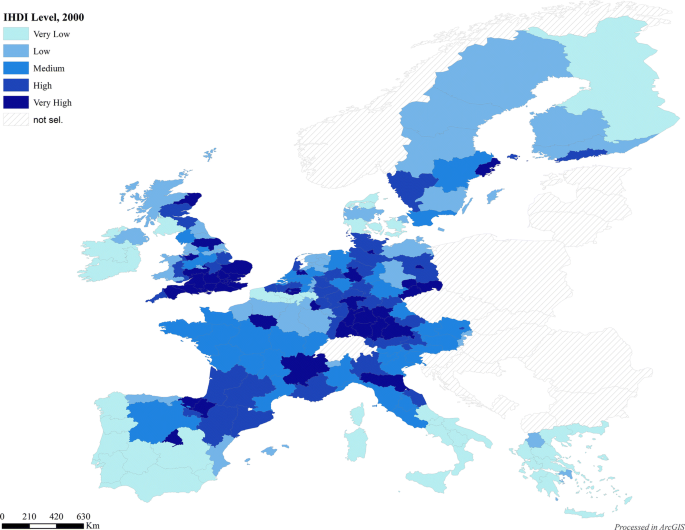 IHDI Level, 2000
Very Low
Low
Medium
High
Very High
not sel.
0 210 420 630
Km
Processed in ArcGIS